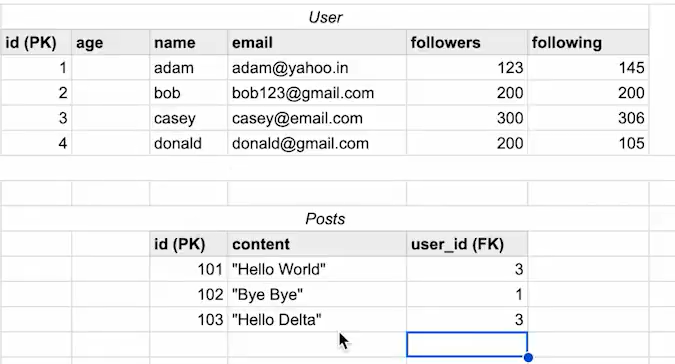 User
id (PK) age name email followers following
1 adam adam@yahoo.in 123 145
2 bob bob123@gmail.com 200 200
3 casey casey@email.com 300 306
4 donald donald@gmail.com 200 105
Posts
id (PK) content user_id (FK)
101 "Hello World" 3
102 "Bye Bye" 1
103 "Hello Delta" 3